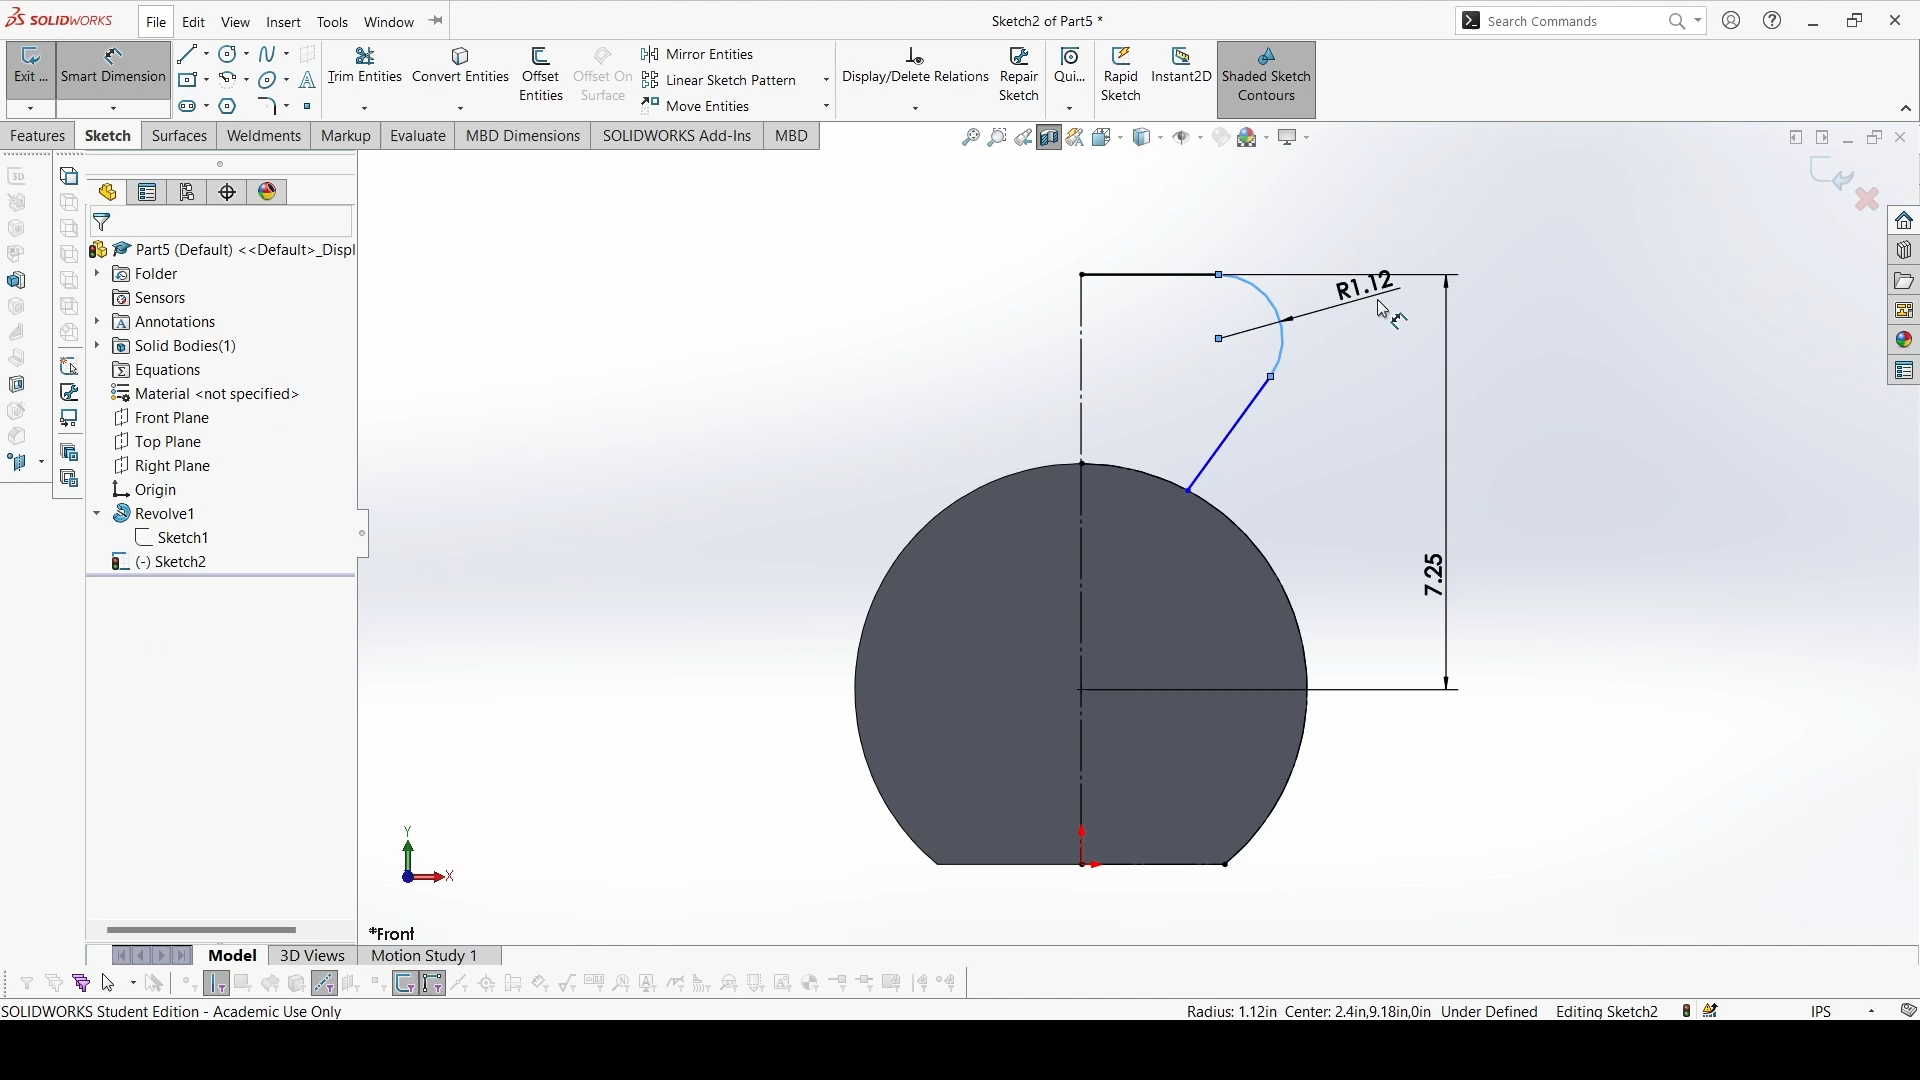 SOLIDWORKS
File Edit View Insert Tools Window
Sketch2 of Part5 *
Search Commands
Exit ...
Smart Dimension
Trim Entities
Convert Entities
Offset
Entities
Offset On
Surface
Mirror Entities
Linear Sketch Pattern
Move Entities
Display/Delete Relations
Repair
Sketch
Qui...
Rapid
Sketch
Instant2D
Shaded Sketch
Contours
Features Sketch Surfaces Weldments Markup Evaluate MBD Dimensions SOLIDWORKS Add-Ins MBD
3D
Part5 (Default) <<Default>_Displ
Folder
Sensors
Annotations
Solid Bodies(1)
Equations
Material <not specified>
Front Plane
Top Plane
Right Plane
Origin
Revolve1
Sketch1
(-) Sketch2
R1.12
7.25
Y
X
*Front
Model 3D Views Motion Study 1
SOLIDWORKS Student Edition - Academic Use Only
Radius: 1.12in Center: 2.4in,9.18in,0in Under Defined Editing Sketch2 IPS